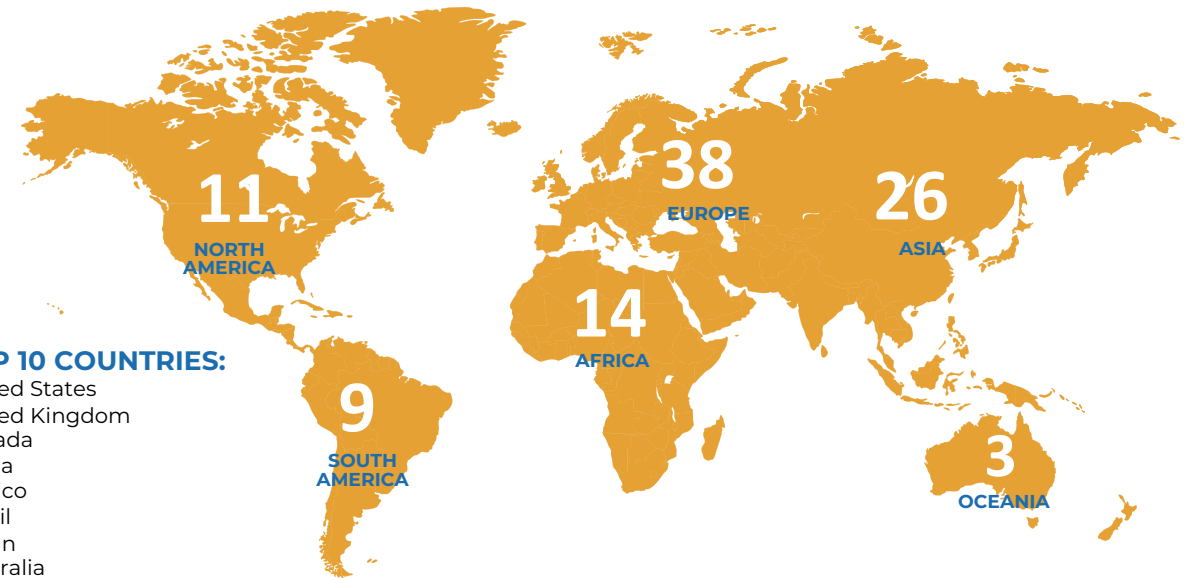 38
EUROPE
26
ASIA
11
NORTH
AMERICA
14
AFRICA
P 10 COUNTRIES:
ed States
ed Kingdom
ada
a
ico
il
n
ralia
9
SOUTH
AMERICA
3
OCEANIA